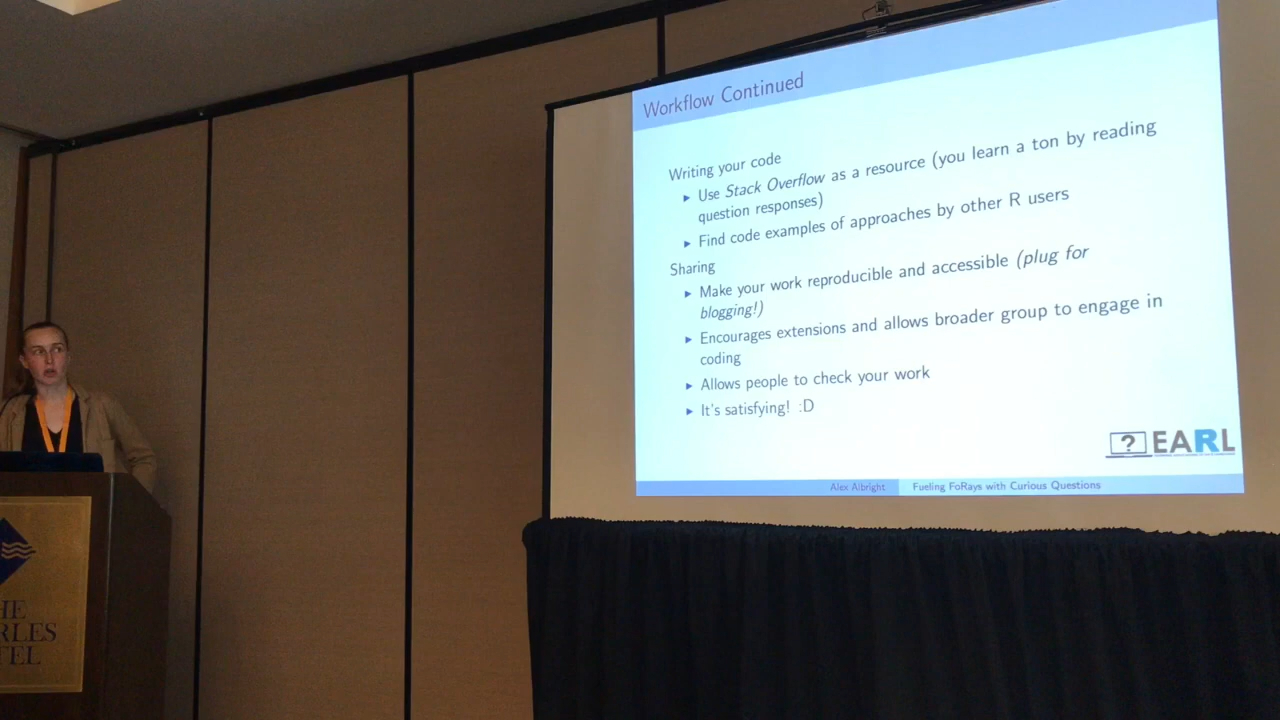 Workflow Continued
Writing your code
▶ Use Stack Overflow as a resource (you learn a ton by reading
question responses)
▶ Find code examples of approaches by other R users
Sharing
▶ Make your work reproducible and accessible (plug for
blogging!)
▶ Encourages extensions and allows broader group to engage in
coding
▶ Allows people to check your work
▶ It's satisfying! :D
? EARL
Alex Albright Fueling FoRays with Curious Questions
HE
RLES
TEL